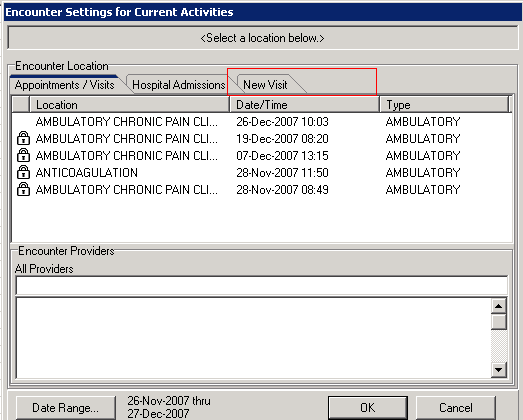 Encounter Settings for Current Activities
<Select a location below.>
Encounter Location
Appointments / Visits Hospital Admissions New Visit
Location Date/Time Type
AMBULATORY CHRONIC PAIN CLI... 26-Dec-2007 10:03 AMBULATORY
AMBULATORY CHRONIC PAIN CLI... 19-Dec-2007 08:20 AMBULATORY
AMBULATORY CHRONIC PAIN CLI... 07-Dec-2007 13:15 AMBULATORY
ANTICOAGULATION 28-Nov-2007 11:50 AMBULATORY
AMBULATORY CHRONIC PAIN CLI... 28-Nov-2007 08:49 AMBULATORY
Encounter Providers
All Providers
Date Range... 26-Nov-2007 thru OK Cancel
27-Dec-2007